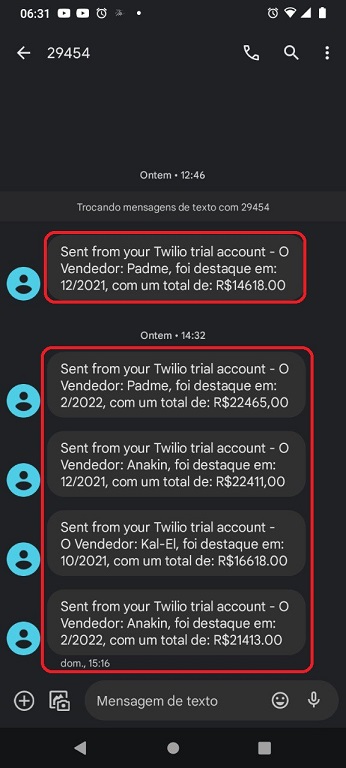 06:31
29454
Ontem • 12:46
Trocando mensagens de texto com 29454
Sent from your Twilio trial account - O
Vendedor: Padme, foi destaque em:
12/2021, com um total de: R$14618.00
Ontem • 14:32
Sent from your Twilio trial account - O
Vendedor: Padme, foi destaque em:
2/2022, com um total de: R$22465,00
Sent from your Twilio trial account - O
Vendedor: Anakin, foi destaque em:
12/2021, com um total de: R$22411,00
Sent from your Twilio trial account -
O Vendedor: Kal-El, foi destaque em:
10/2021, com um total de: R$16618.00
Sent from your Twilio trial account - O
Vendedor: Anakin, foi destaque em:
2/2022, com um total de: R$21413.00
dom., 15:16
Mensagem de texto